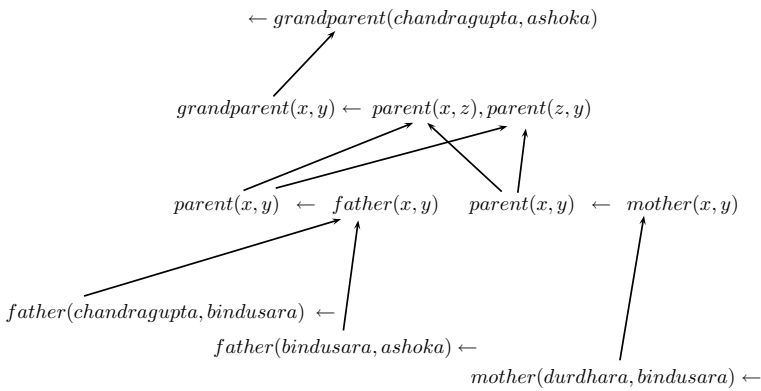 ← grandparent(chandragupta, ashoka)
grandparent(x, y) ← parent(x, z), parent(z, y)
parent(x, y) ← father(x, y) parent(x, y) ← mother(x, y)
father(chandragupta, bindusara) ←
father(bindusara, ashoka) ←
mother(durdhara, bindusara) ←